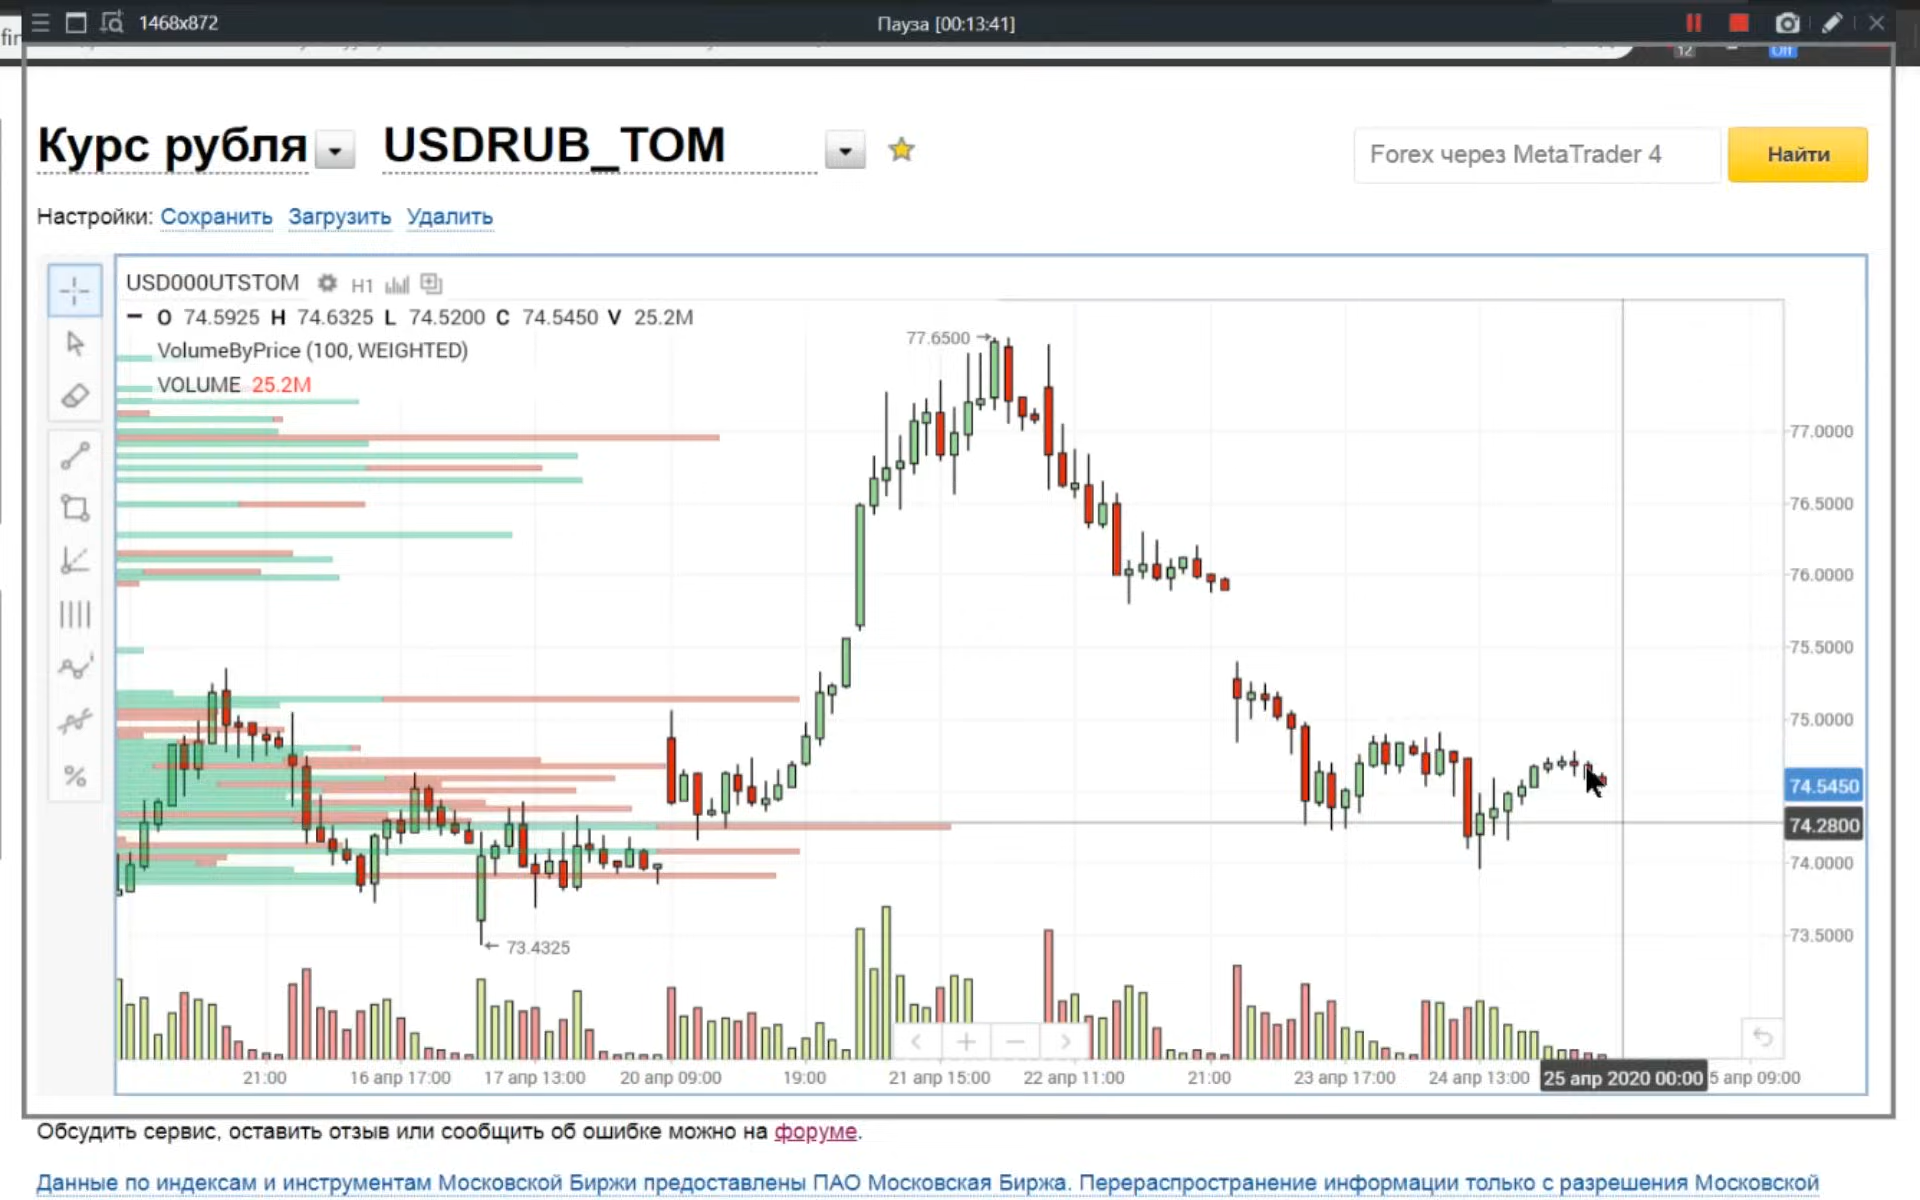 1468x872
Пауза [00:13:41]
fin
12
Off
Курс рубля USDRUB_TOM
Forex через MetaTrader 4
Найти
Настройки: Сохранить Загрузить Удалить
USD000UTSTOM H1
O 74.5925 H 74.6325 L 74.5200 C 74.5450 V 25.2M
VolumeByPrice (100, WEIGHTED)
VOLUME 25.2M
77.6500
73.4325
77.0000
76.5000
76.0000
75.5000
75.0000
74.5450
74.2800
74.0000
73.5000
21:00 16 апр 17:00 17 апр 13:00 20 апр 09:00 19:00 21 апр 15:00 22 апр 11:00 21:00 23 апр 17:00 24 апр 13:00 25 апр 2020 00:00 5 апр 09:00
Обсудить сервис, оставить отзыв или сообщить об ошибке можно на форуме.
Данные по индексам и инструментам Московской Биржи предоставлены ПАО Московская Биржа. Перераспространение информации только с разрешения Московской